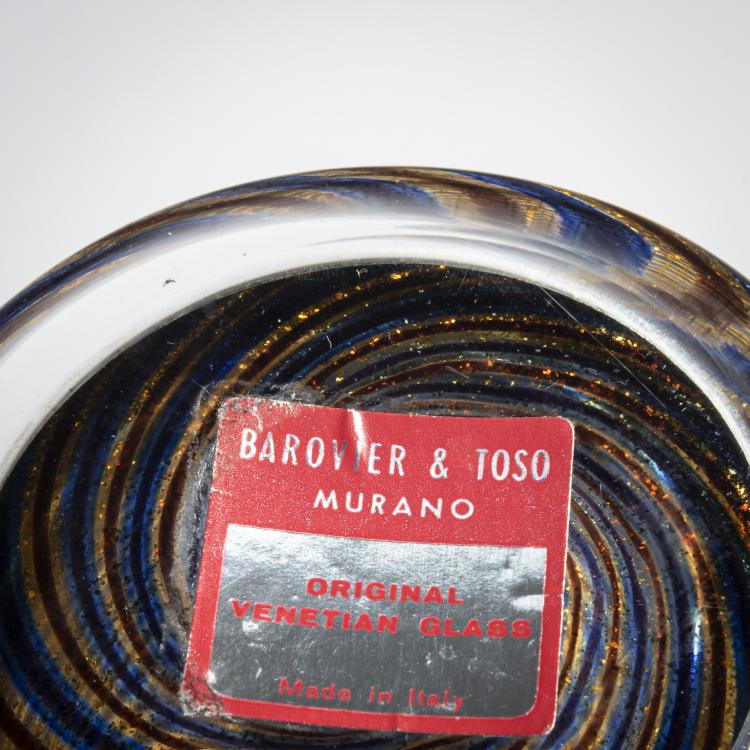 BAROVIER & TOSO
MURANO
ORIGINAL
VENETIAN GLASS
Made in Italy